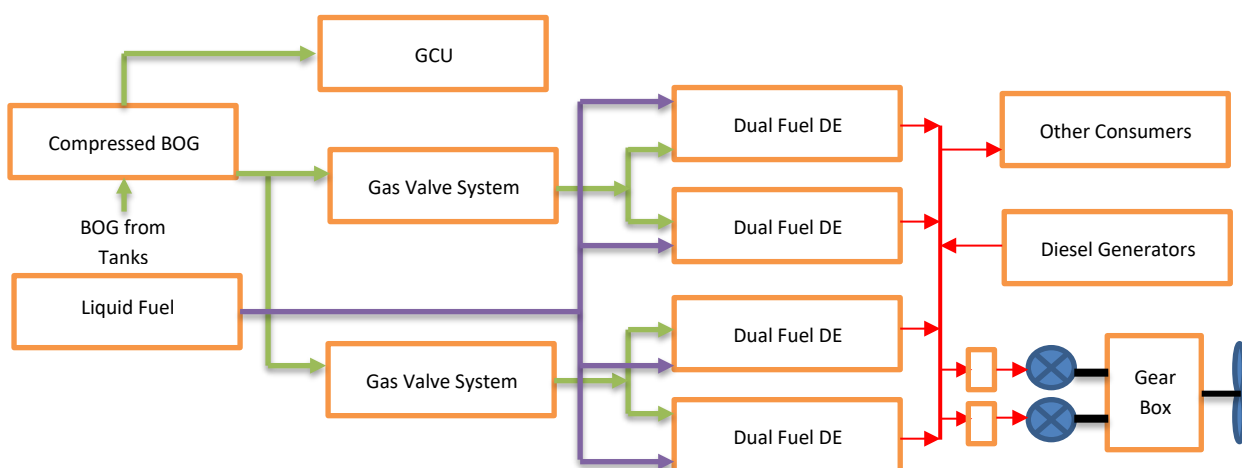 GCU
Compressed BOG
BOG from
Tanks
Liquid Fuel
Gas Valve System
Gas Valve System
Dual Fuel DE
Dual Fuel DE
Dual Fuel DE
Dual Fuel DE
Other Consumers
Diesel Generators
Gear
Box